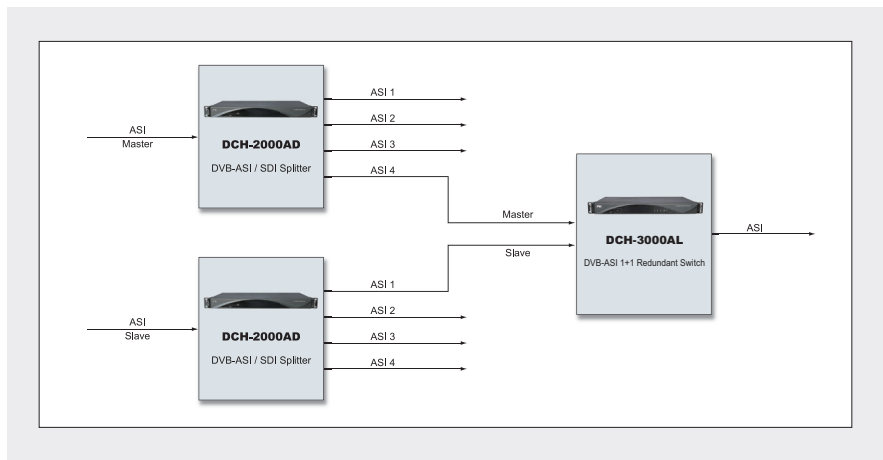 ASI
Master
DCH-2000AD
DVB-ASI / SDI Splitter
ASI 1
ASI 2
ASI 3
ASI 4
Master
Slave
DCH-3000AL
DVB-ASI 1+1 Redundant Switch
ASI
ASI
Slave
DCH-2000AD
DVB-ASI / SDI Splitter
ASI 1
ASI 2
ASI 3
ASI 4